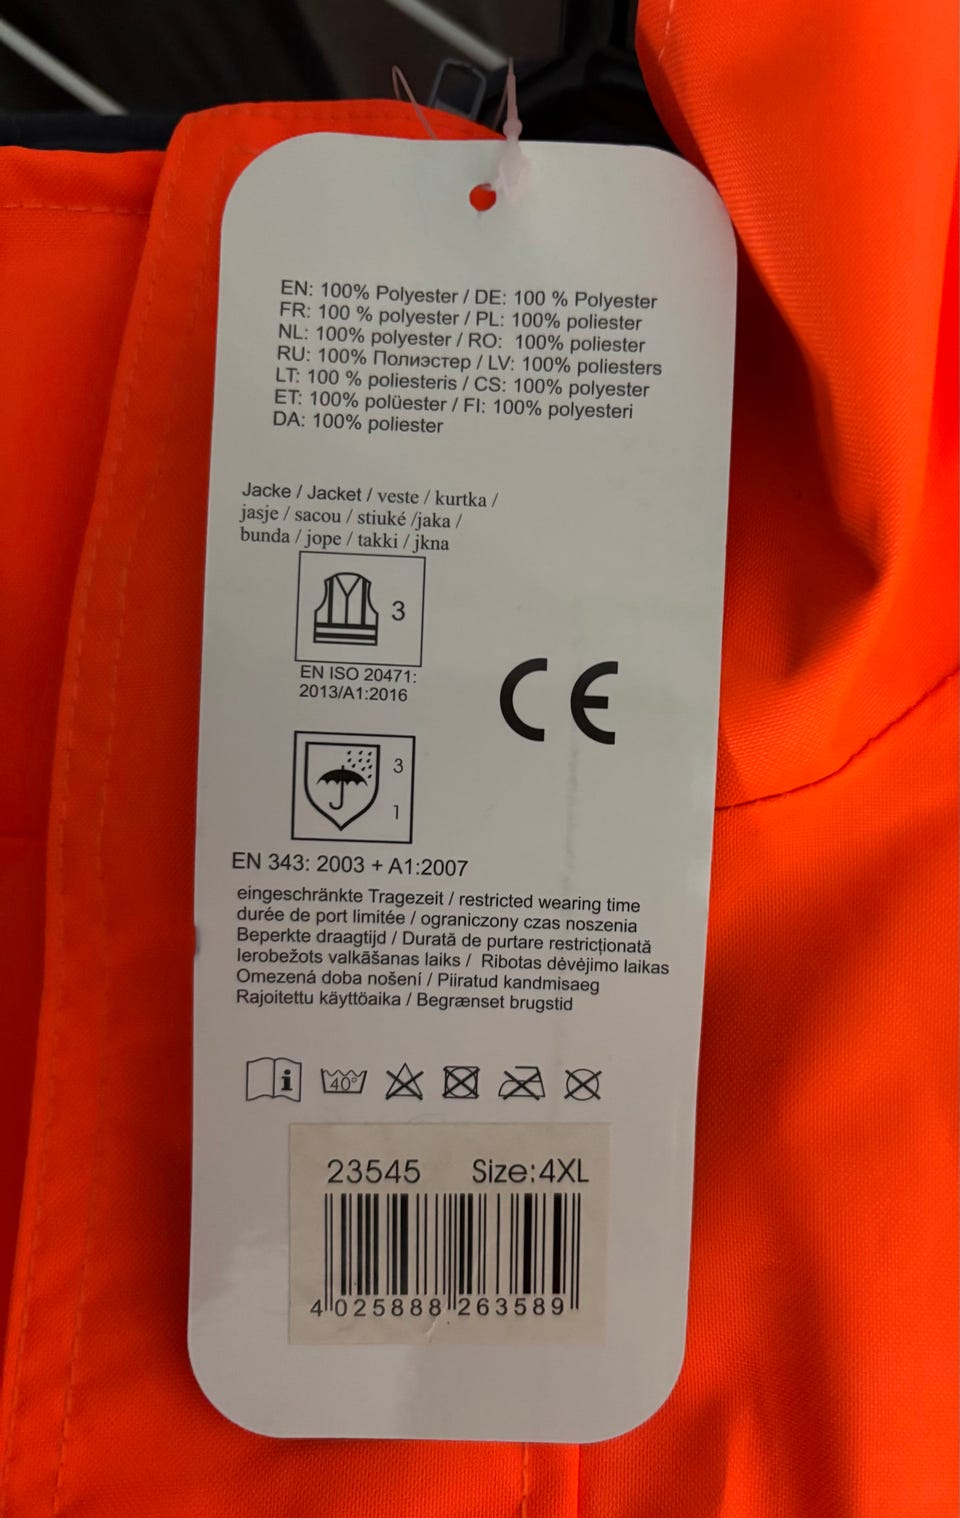 EN: 100% Polyester / DE: 100 % Polyester
FR: 100 % polyester / PL: 100% poliester
NL: 100% polyester / RO: 100% poliester
RU: 100% Полиэстер / LV: 100% poliesters
LT: 100 % poliesteris / CS: 100% polyester
ET: 100% polüester / FI: 100% polyesteri
DA: 100% poliester
Jacke / Jacket / veste / kurtka /
jasje / sacou / stiuké /jaka /
bunda / jope / takki / jkna
3
EN ISO 20471:
2013/A1:2016
CE
3
1
EN 343: 2003 + A1:2007
eingeschränkte Tragezeit / restricted wearing time
durée de port limitée / ograniczony czas noszenia
Beperkte draagtijd / Durată de purtare restricționată
Ierobežots valkāšanas laiks / Ribotas dėvėjimo laikas
Omezená doba nošení / Piiratud kandmisaeg
Rajoitettu käyttöaika / Begrænset brugstid
i 40°
23545 Size:4XL
4 025888 263589